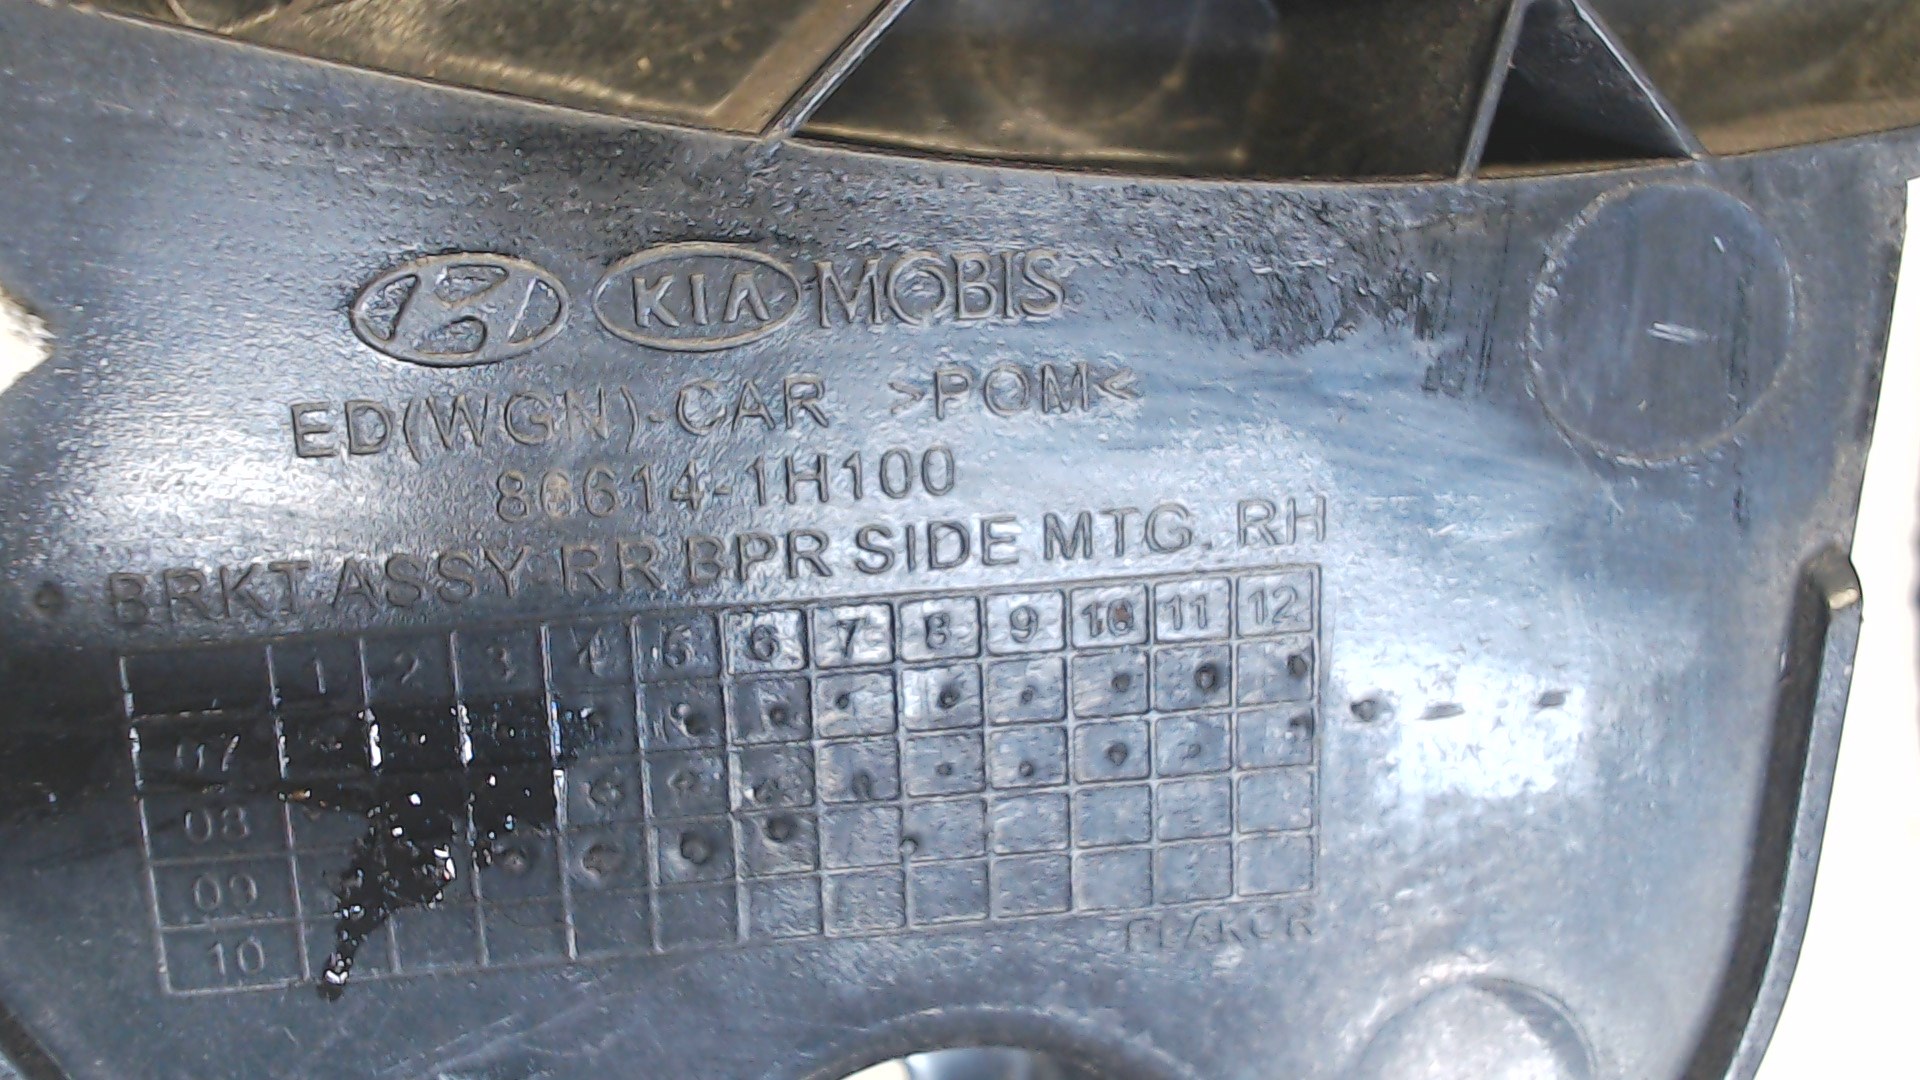 KIA MOBIS
ED(WGN)-CAR >POM<
86614-1H100
BRKT ASSY-RR BPR SIDE MTG. RH
1 2 3 4 5 6 7 8 9 10 11 12
07
08
09
10
PLAKOR